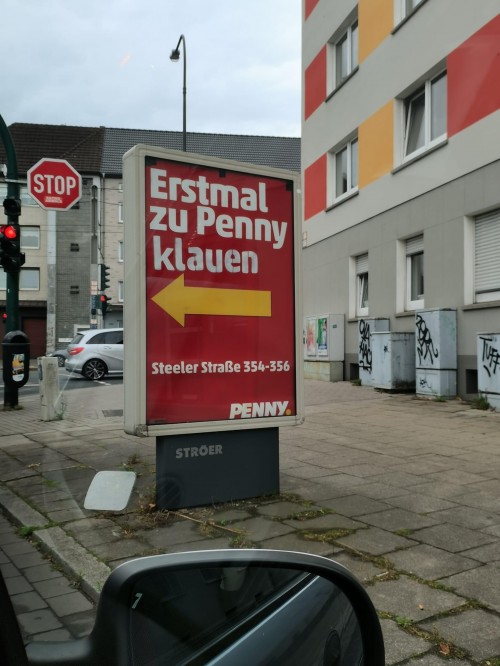 STOP
Erstmal
zu Penny
klauen
Steeler Straße 354-356
PENNY.
STRÖER